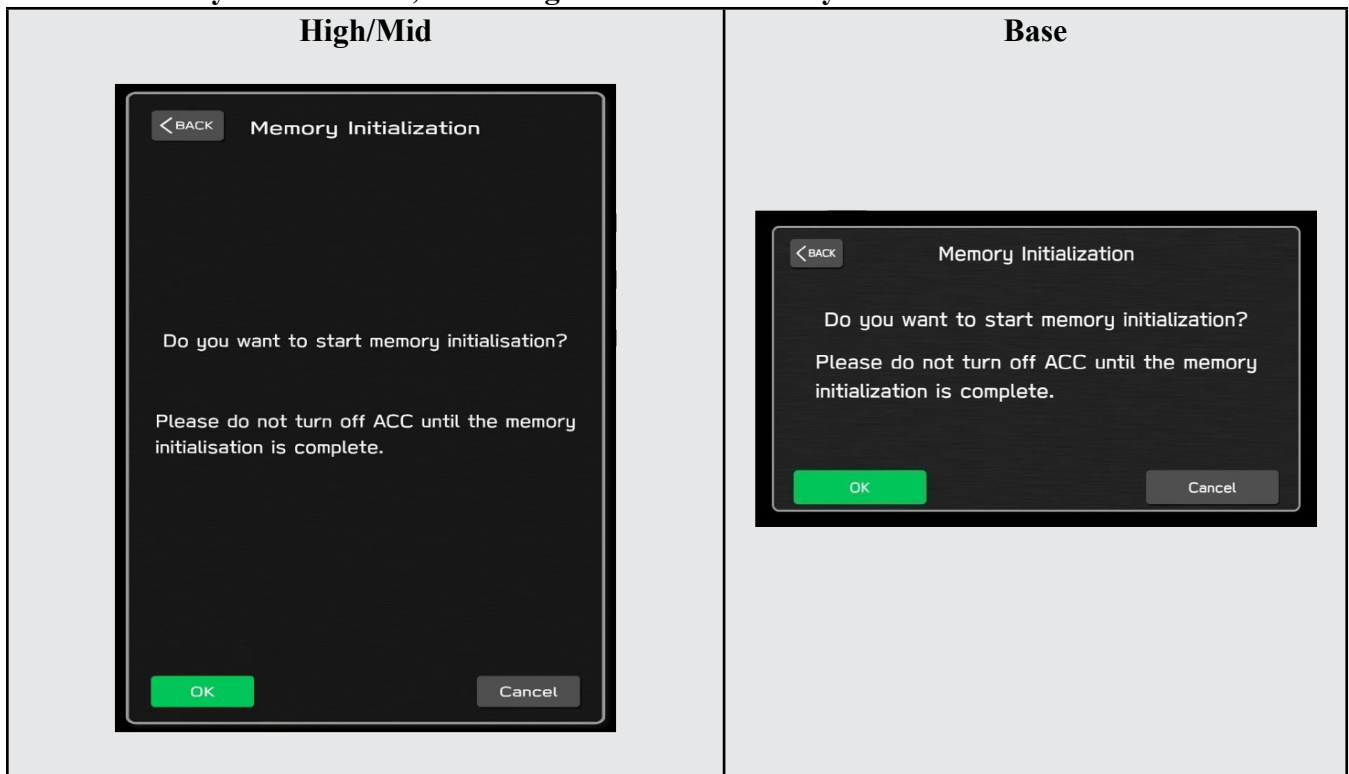 High/Mid
Base
BACK
Memory Initialization
Do you want to start memory initialisation?
Please do not turn off ACC until the memory
initialisation is complete.
OK
Cancel
BACK
Memory Initialization
Do you want to start memory initialization?
Please do not turn off ACC until the memory
initialization is complete.
OK
Cancel